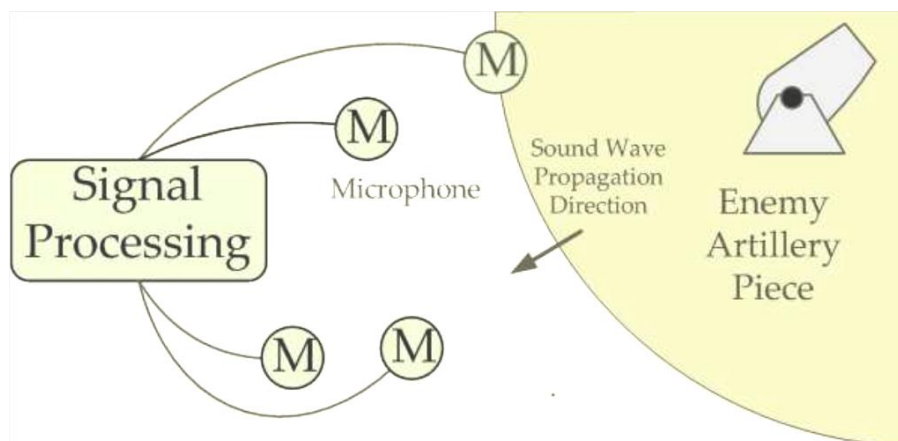 M
M
Microphone
Signal
Processing
Sound Wave
Propagation
Direction
Enemy
Artillery
Piece
M
M